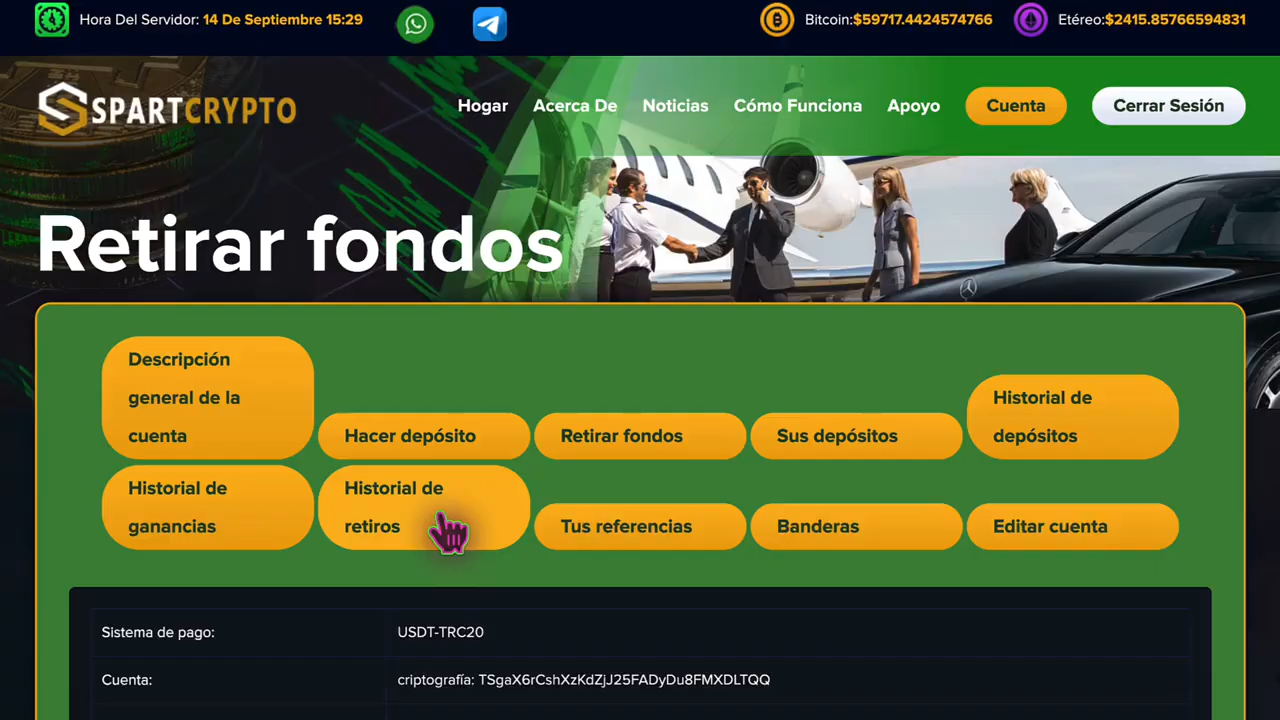 Hora Del Servidor: 14 De Septiembre 15:29
Bitcoin:$59717.4424574766
Etéreo:$2415.85766594831
SPARTCRYPTO
Hogar
Acerca De
Noticias
Cómo Funciona
Apoyo
Cuenta
Cerrar Sesión
Retirar fondos
Descripción
general de la
cuenta
Hacer depósito
Retirar fondos
Sus depósitos
Historial de
depósitos
Historial de
ganancias
Historial de
retiros
Tus referencias
Banderas
Editar cuenta
Sistema de pago: USDT-TRC20
Cuenta: criptografía: TSgaX6rCshXzKdZjJ25FADyDu8FMXDLTQQ